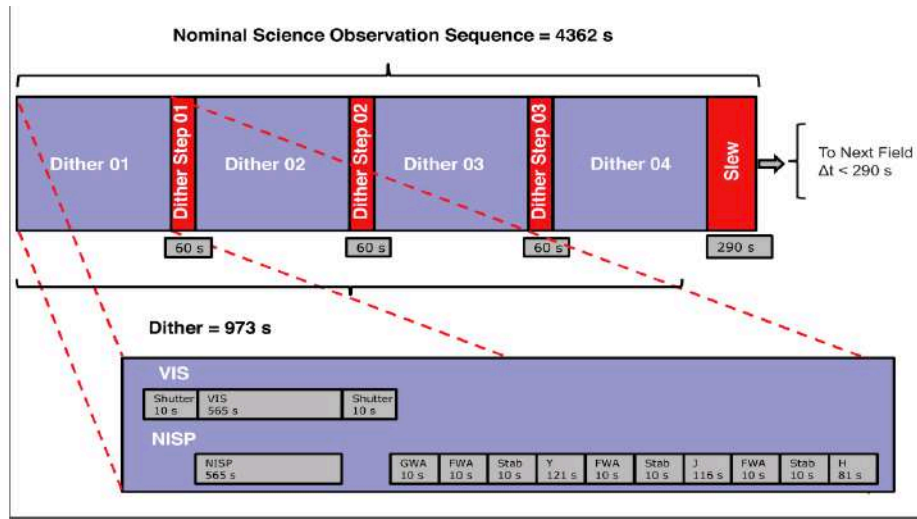 Nominal Science Observation Sequence = 4362 s
Dither 01
Dither Step 01
Dither 02
Dither Step 02
Dither 03
Dither Step 03
Dither 04
Slew
To Next Field
Δt < 290 s
60 s
60 s
60 s
290 s
Dither = 973 s
VIS
Shutter
10 s
VIS
565 s
Shutter
10 s
NISP
NISP
565 s
GWA
10 s
FWA
10 s
Stab
10 s
Y
121 s
FWA
10 s
Stab
10 s
J
116 s
FWA
10 s
Stab
10 s
H
81 s